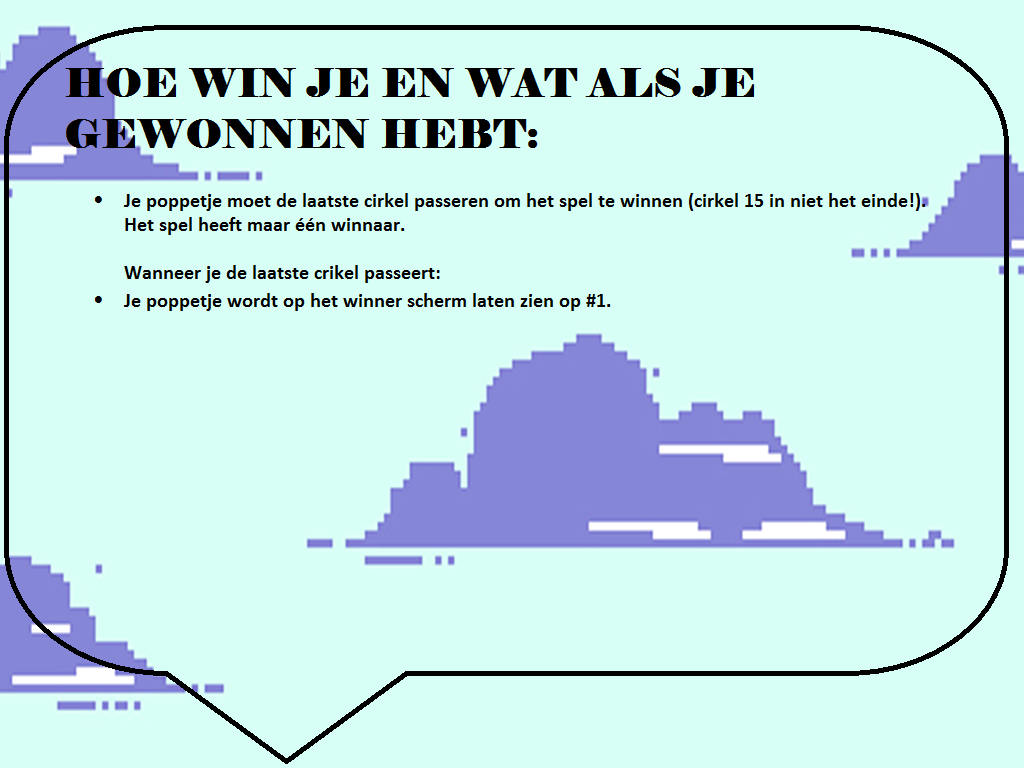 HOE WIN JE EN WAT ALS JE
GEWONNEN HEBT:
• Je poppetje moet de laatste cirkel passeren om het spel te winnen (cirkel 15 in niet het einde!).
Het spel heeft maar één winnaar.
Wanneer je de laatste crikel passeert:
• Je poppetje wordt op het winner scherm laten zien op #1.